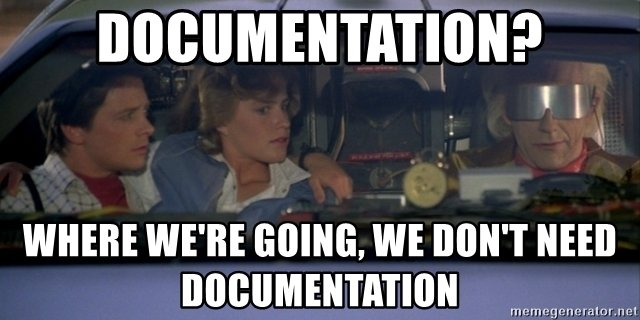 DOCUMENTATION?
WHERE WE'RE GOING, WE DON'T NEED
DOCUMENTATION
memegenerator.net